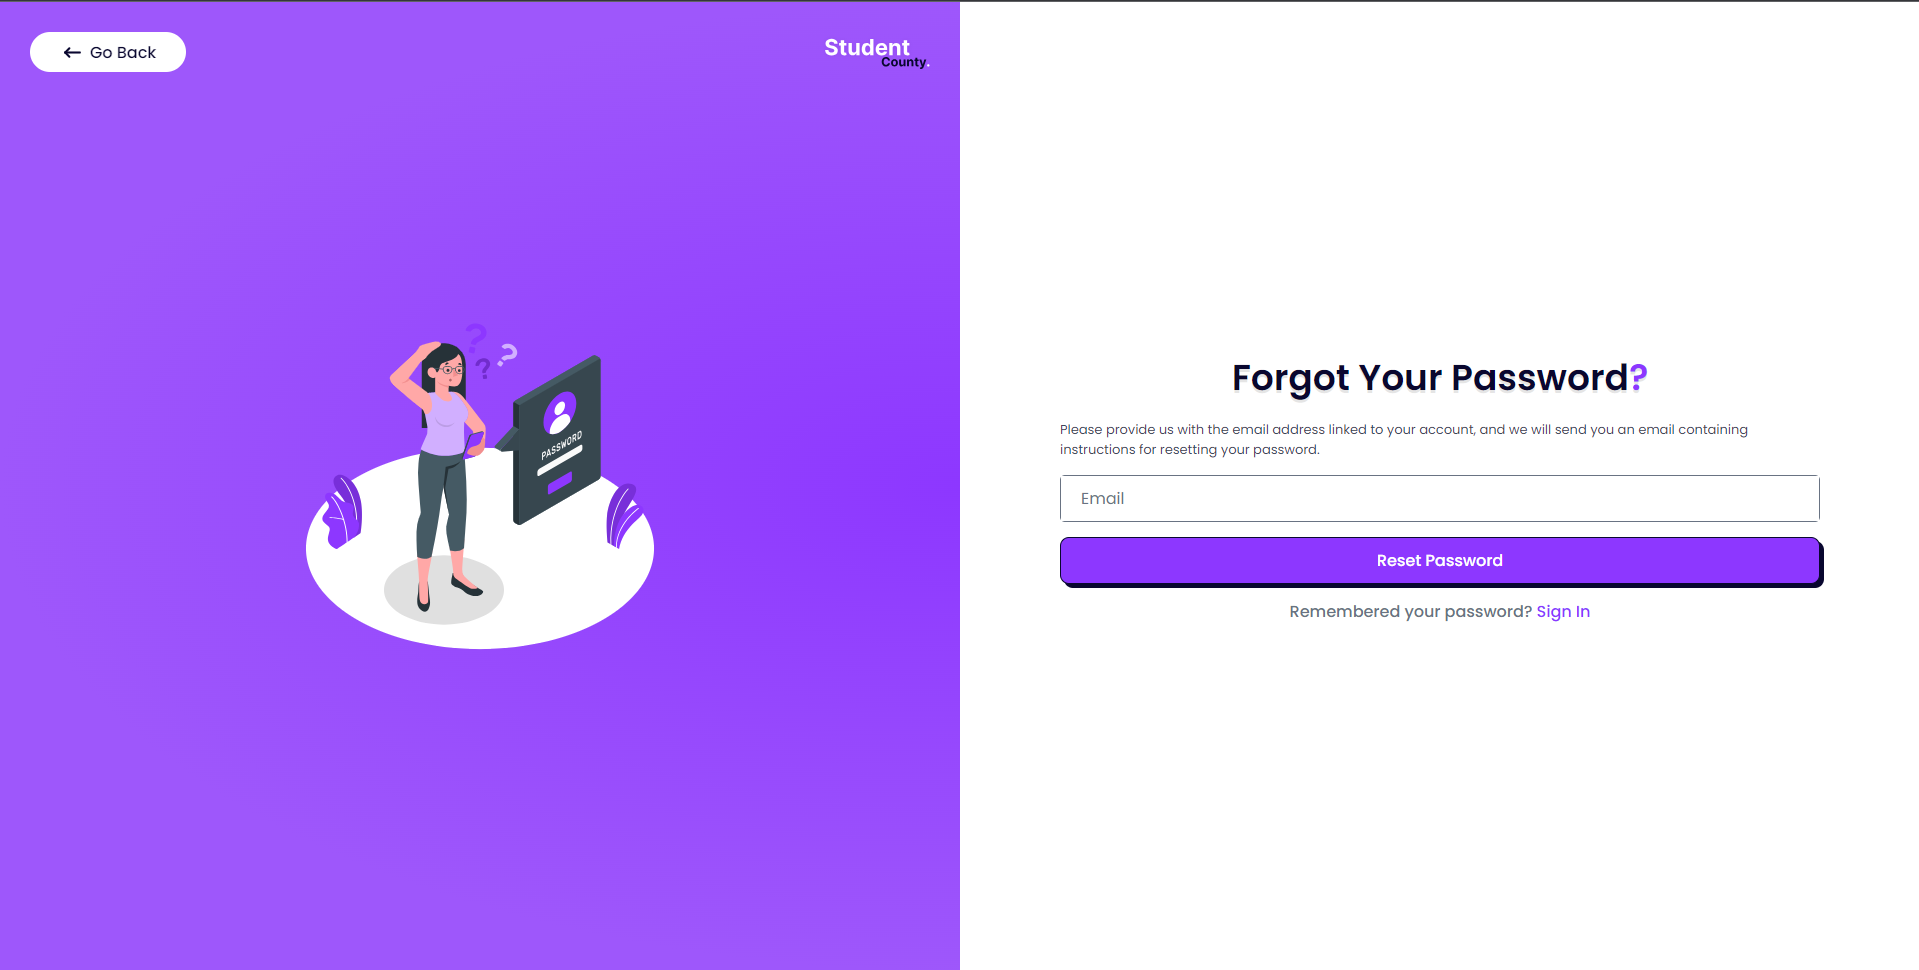 ← Go Back
Student
County.
? ? ?
PASSWORD
Forgot Your Password?
Please provide us with the email address linked to your account, and we will send you an email containing
instructions for resetting your password.
Email
Reset Password
Remembered your password? Sign In